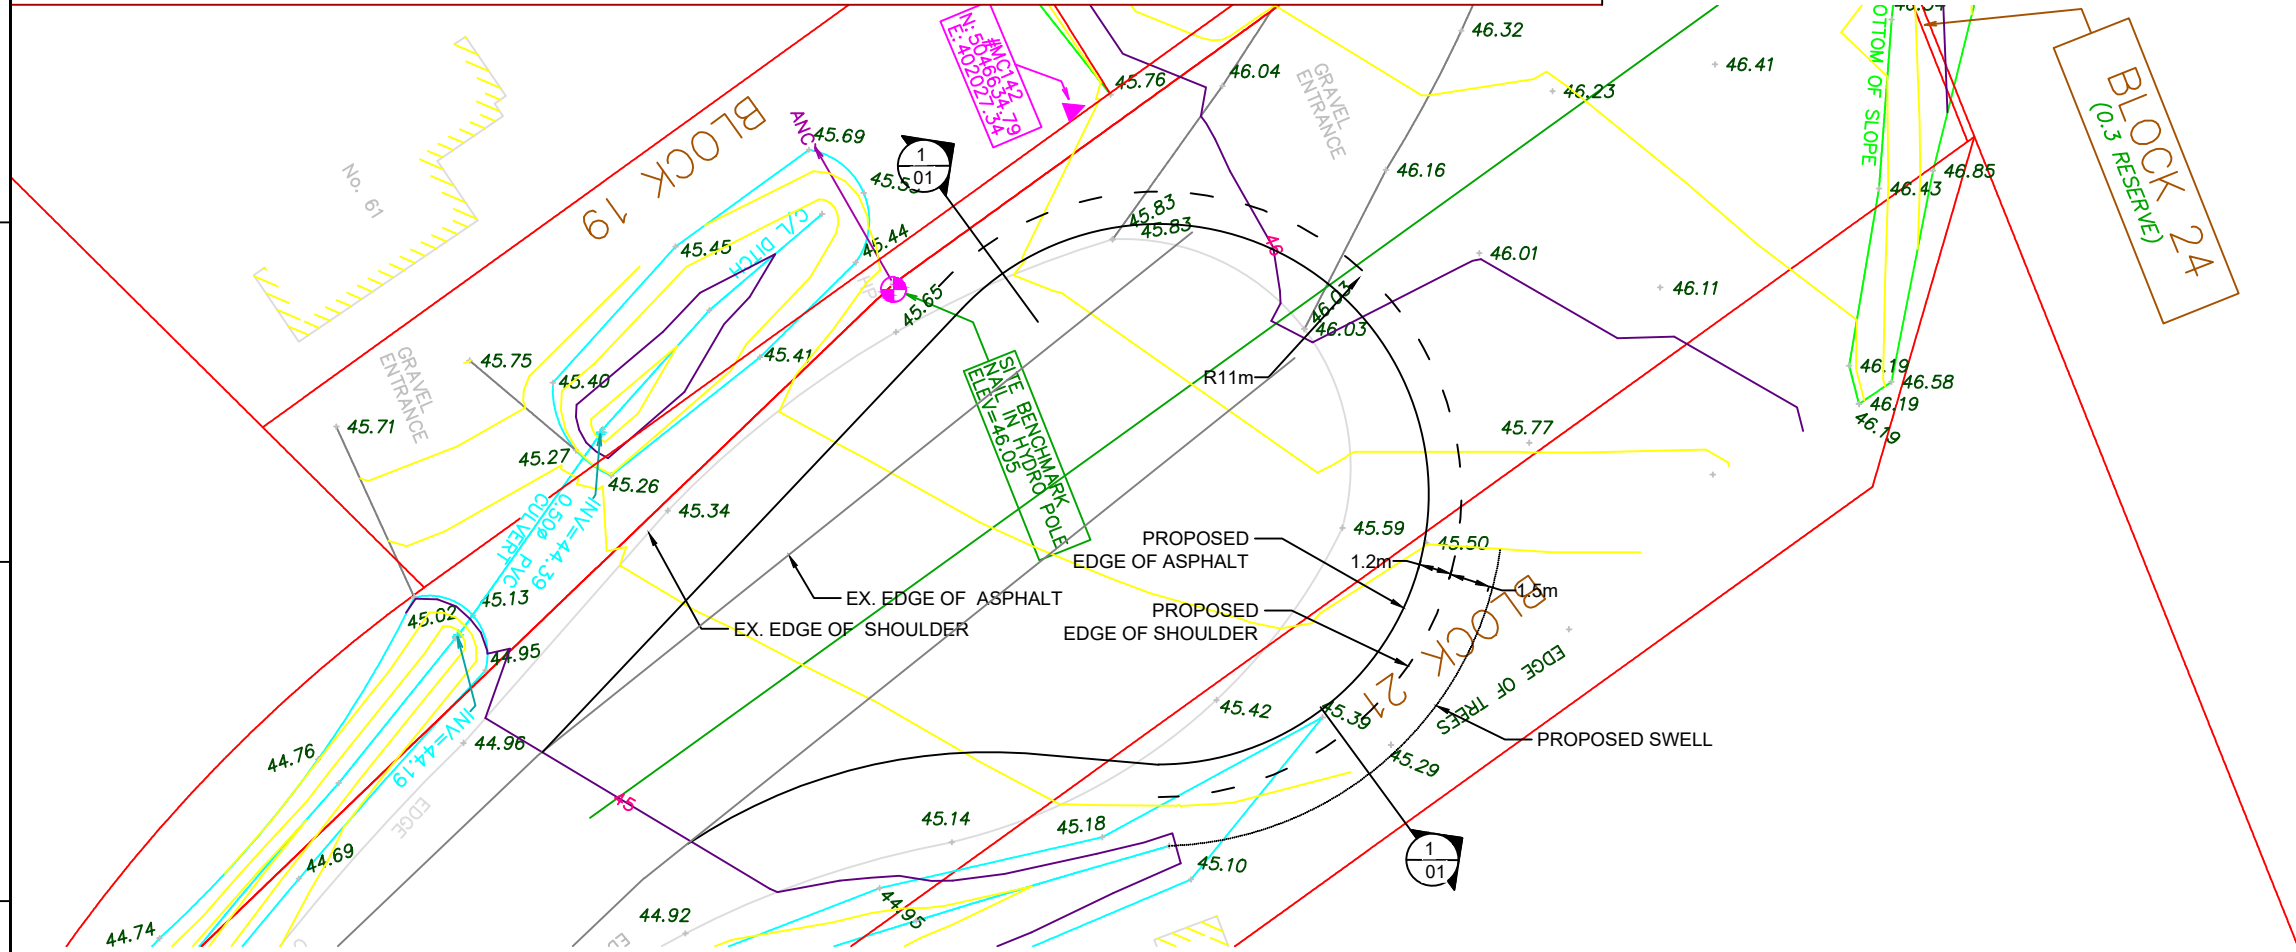 46.32
46.41
46.04
45.76
#MC142
N: 5046634.79
E: 402027.34
GRAVEL
ENTRANCE
46.23
OTTOM OF SLOPE
BLOCK 24
(0.3 RESERVE)
BLOCK 19
No. 61
ANC
45.69
1
01
46.16
46.43
46.85
45.44
45.83
45.83
46
46.01
46.11
C/L DITCH
45.45
45.65
46.03
46.03
R11m
45.75
45.40
45.41
GRAVEL
ENTRANCE
45.71
SITE BENCHMARK
NAIL IN HYDRO POLE
ELEV=46.05
46.19
46.58
46.19
46.19
45.77
45.27
45.26
45.34
INV=44.39
0.50ø
PVC
CULVERT
45.59
45.50
PROPOSED
EDGE OF ASPHALT
1.2m
1.5m
PROPOSED
EDGE OF SHOULDER
BLOCK
21
EX. EDGE OF ASPHALT
EX. EDGE OF SHOULDER
45.13
45.02
44.95
EDGE OF TREES
45.42
45.39
PROPOSED SWELL
45.29
44.76
INV=44.19
44.96
EDGE
45
45.14
45.18
45.10
1
01
44.69
44.92
44.95
44.74